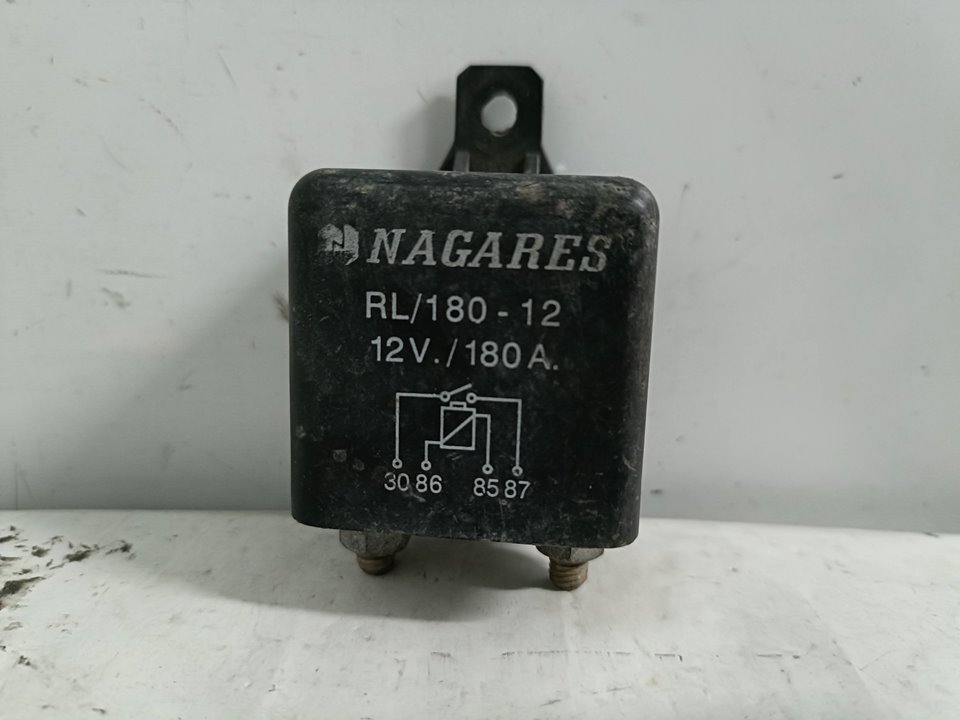 NAGARES
RL/180 - 12
12V./180A.
30 86 85 87